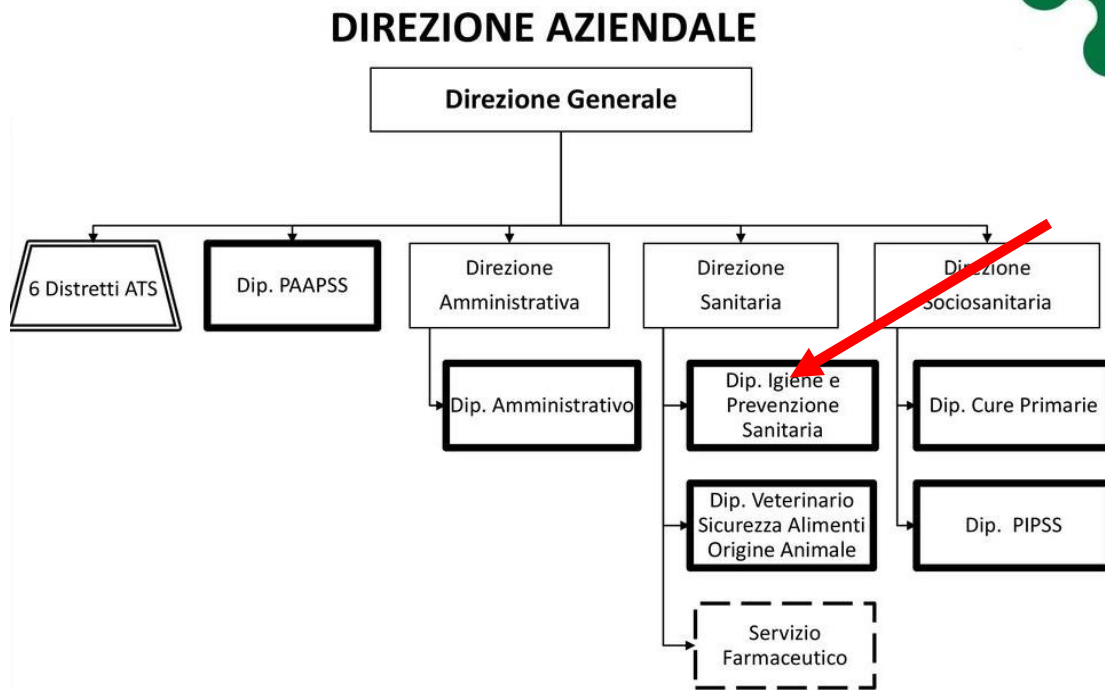 DIREZIONE AZIENDALE
Direzione Generale
6 Distretti ATS
Dip. PAAPSS
Direzione
Amministrativa
Direzione
Sanitaria
Direzione
Sociosanitaria
Dip. Amministrativo
Dip. Igiene e
Prevenzione
Sanitaria
Dip. Cure Primarie
Dip. Veterinario
Sicurezza Alimenti
Origine Animale
Dip. PIPSS
Servizio
Farmaceutico